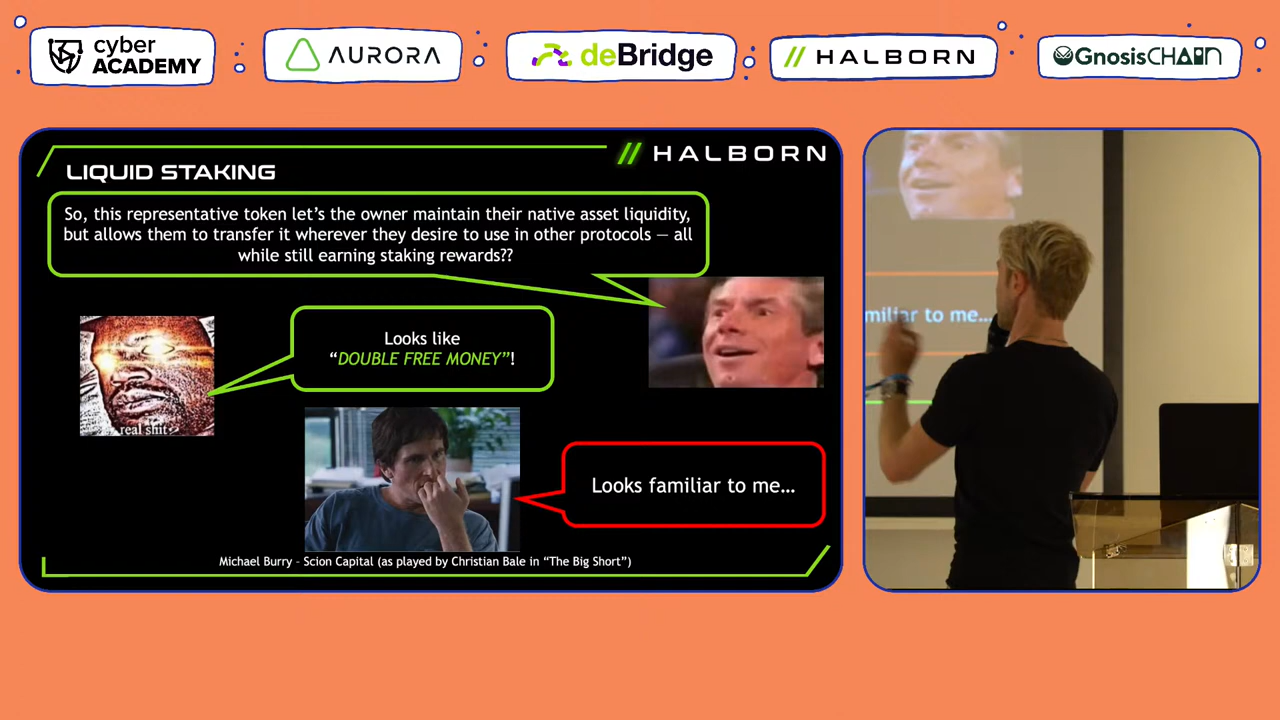 cyber
ACADEMY
AURORA
deBridge
// HALBORN
GnosisCHAIN
// HALBORN
LIQUID STAKING
So, this representative token let's the owner maintain their native asset liquidity,
but allows them to transfer it wherever they desire to use in other protocols — all
while still earning staking rewards??
Looks like
“DOUBLE FREE MONEY”!
real shit
Looks familiar to me…
Michael Burry – Scion Capital (as played by Christian Bale in “The Big Short”)
miliar to me…